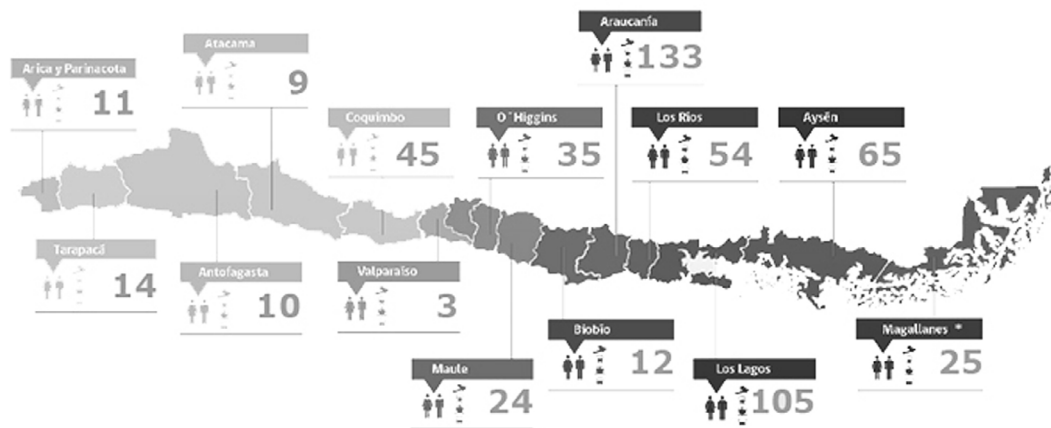 Araucanía
133
Atacama
9
Arica y Parinacota
11
Coquimbo
45
O´Higgins
35
Los Ríos
54
Aysén
65
Tarapacá
14
Antofagasta
10
Valparaíso
3
Biobio
12
Magallanes *
25
Maule
24
Los Lagos
105